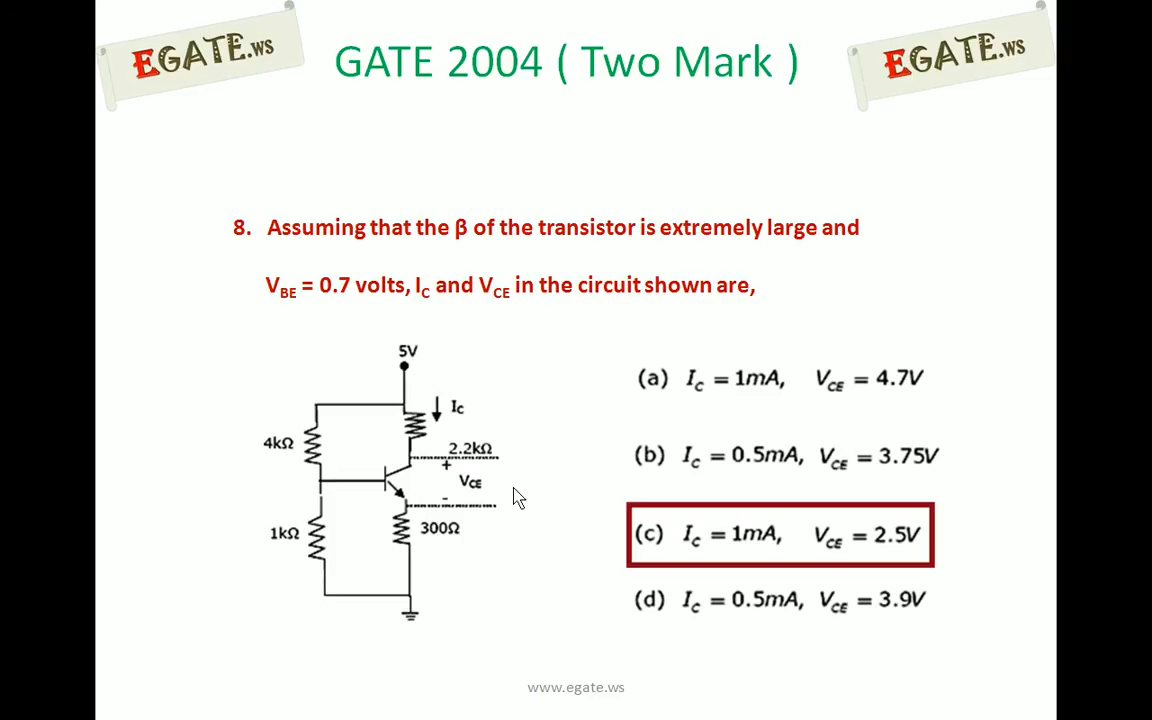 EGATE.ws
GATE 2004 ( Two Mark )
EGATE.ws
8. Assuming that the β of the transistor is extremely large and
VBE = 0.7 volts, IC and VCE in the circuit shown are,
5V
Ic
4kΩ
2.2kΩ
+
VCE
-
1kΩ
300Ω
(a) Ic = 1mA, VCE = 4.7V
(b) Ic = 0.5mA, VCE = 3.75V
(c) Ic = 1mA, VCE = 2.5V
(d) Ic = 0.5mA, VCE = 3.9V
www.egate.ws